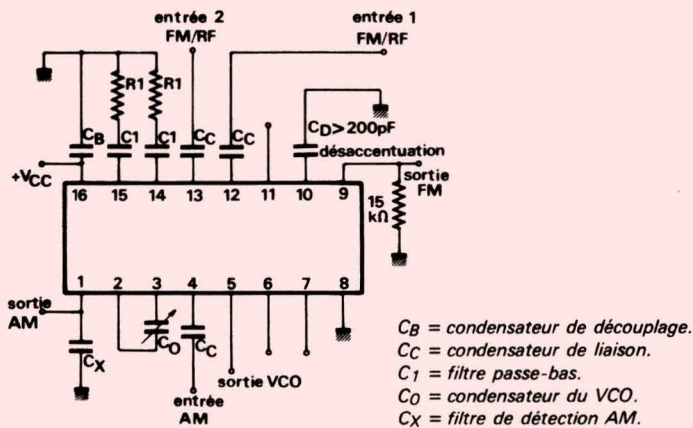 entrée 2
FM/RF
entrée 1
FM/RF
R1
R1
CB
C1
C1
CC
CC
CD>200pF
désaccentuation
+VCC
sortie
FM
16
15
14
13
12
11
10
9
15
kΩ
1
2
3
4
5
6
7
8
sortie
AM
CX
CO
CC
sortie VCO
entrée
AM
CB = condensateur de découplage.
CC = condensateur de liaison.
C1 = filtre passe-bas.
CO = condensateur du VCO.
CX = filtre de détection AM.